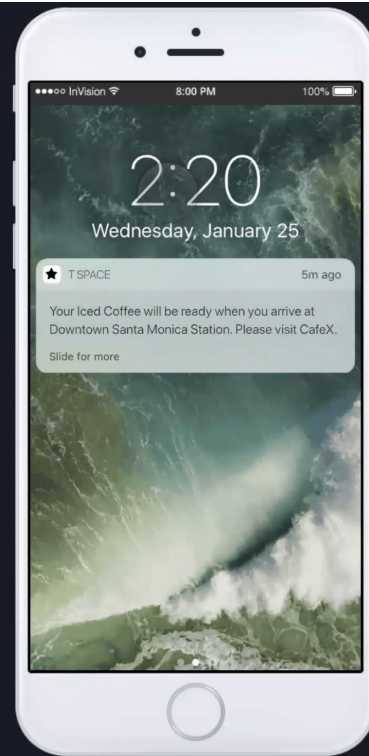 InVision 8:00 PM 100%
2:20
Wednesday, January 25
T SPACE 5m ago
Your Iced Coffee will be ready when you arrive at
Downtown Santa Monica Station. Please visit CafeX.
Slide for more